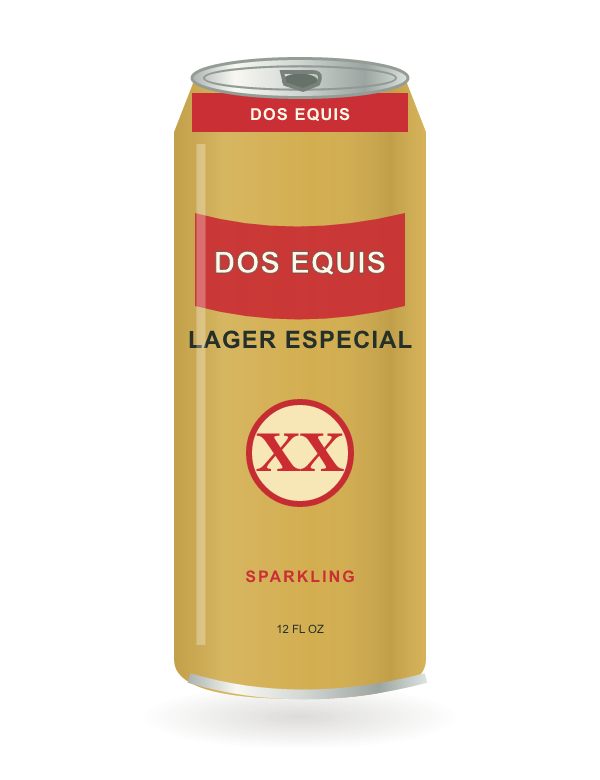 DOS EQUIS
DOS EQUIS
LAGER ESPECIAL
XX
SPARKLING
12 FL OZ